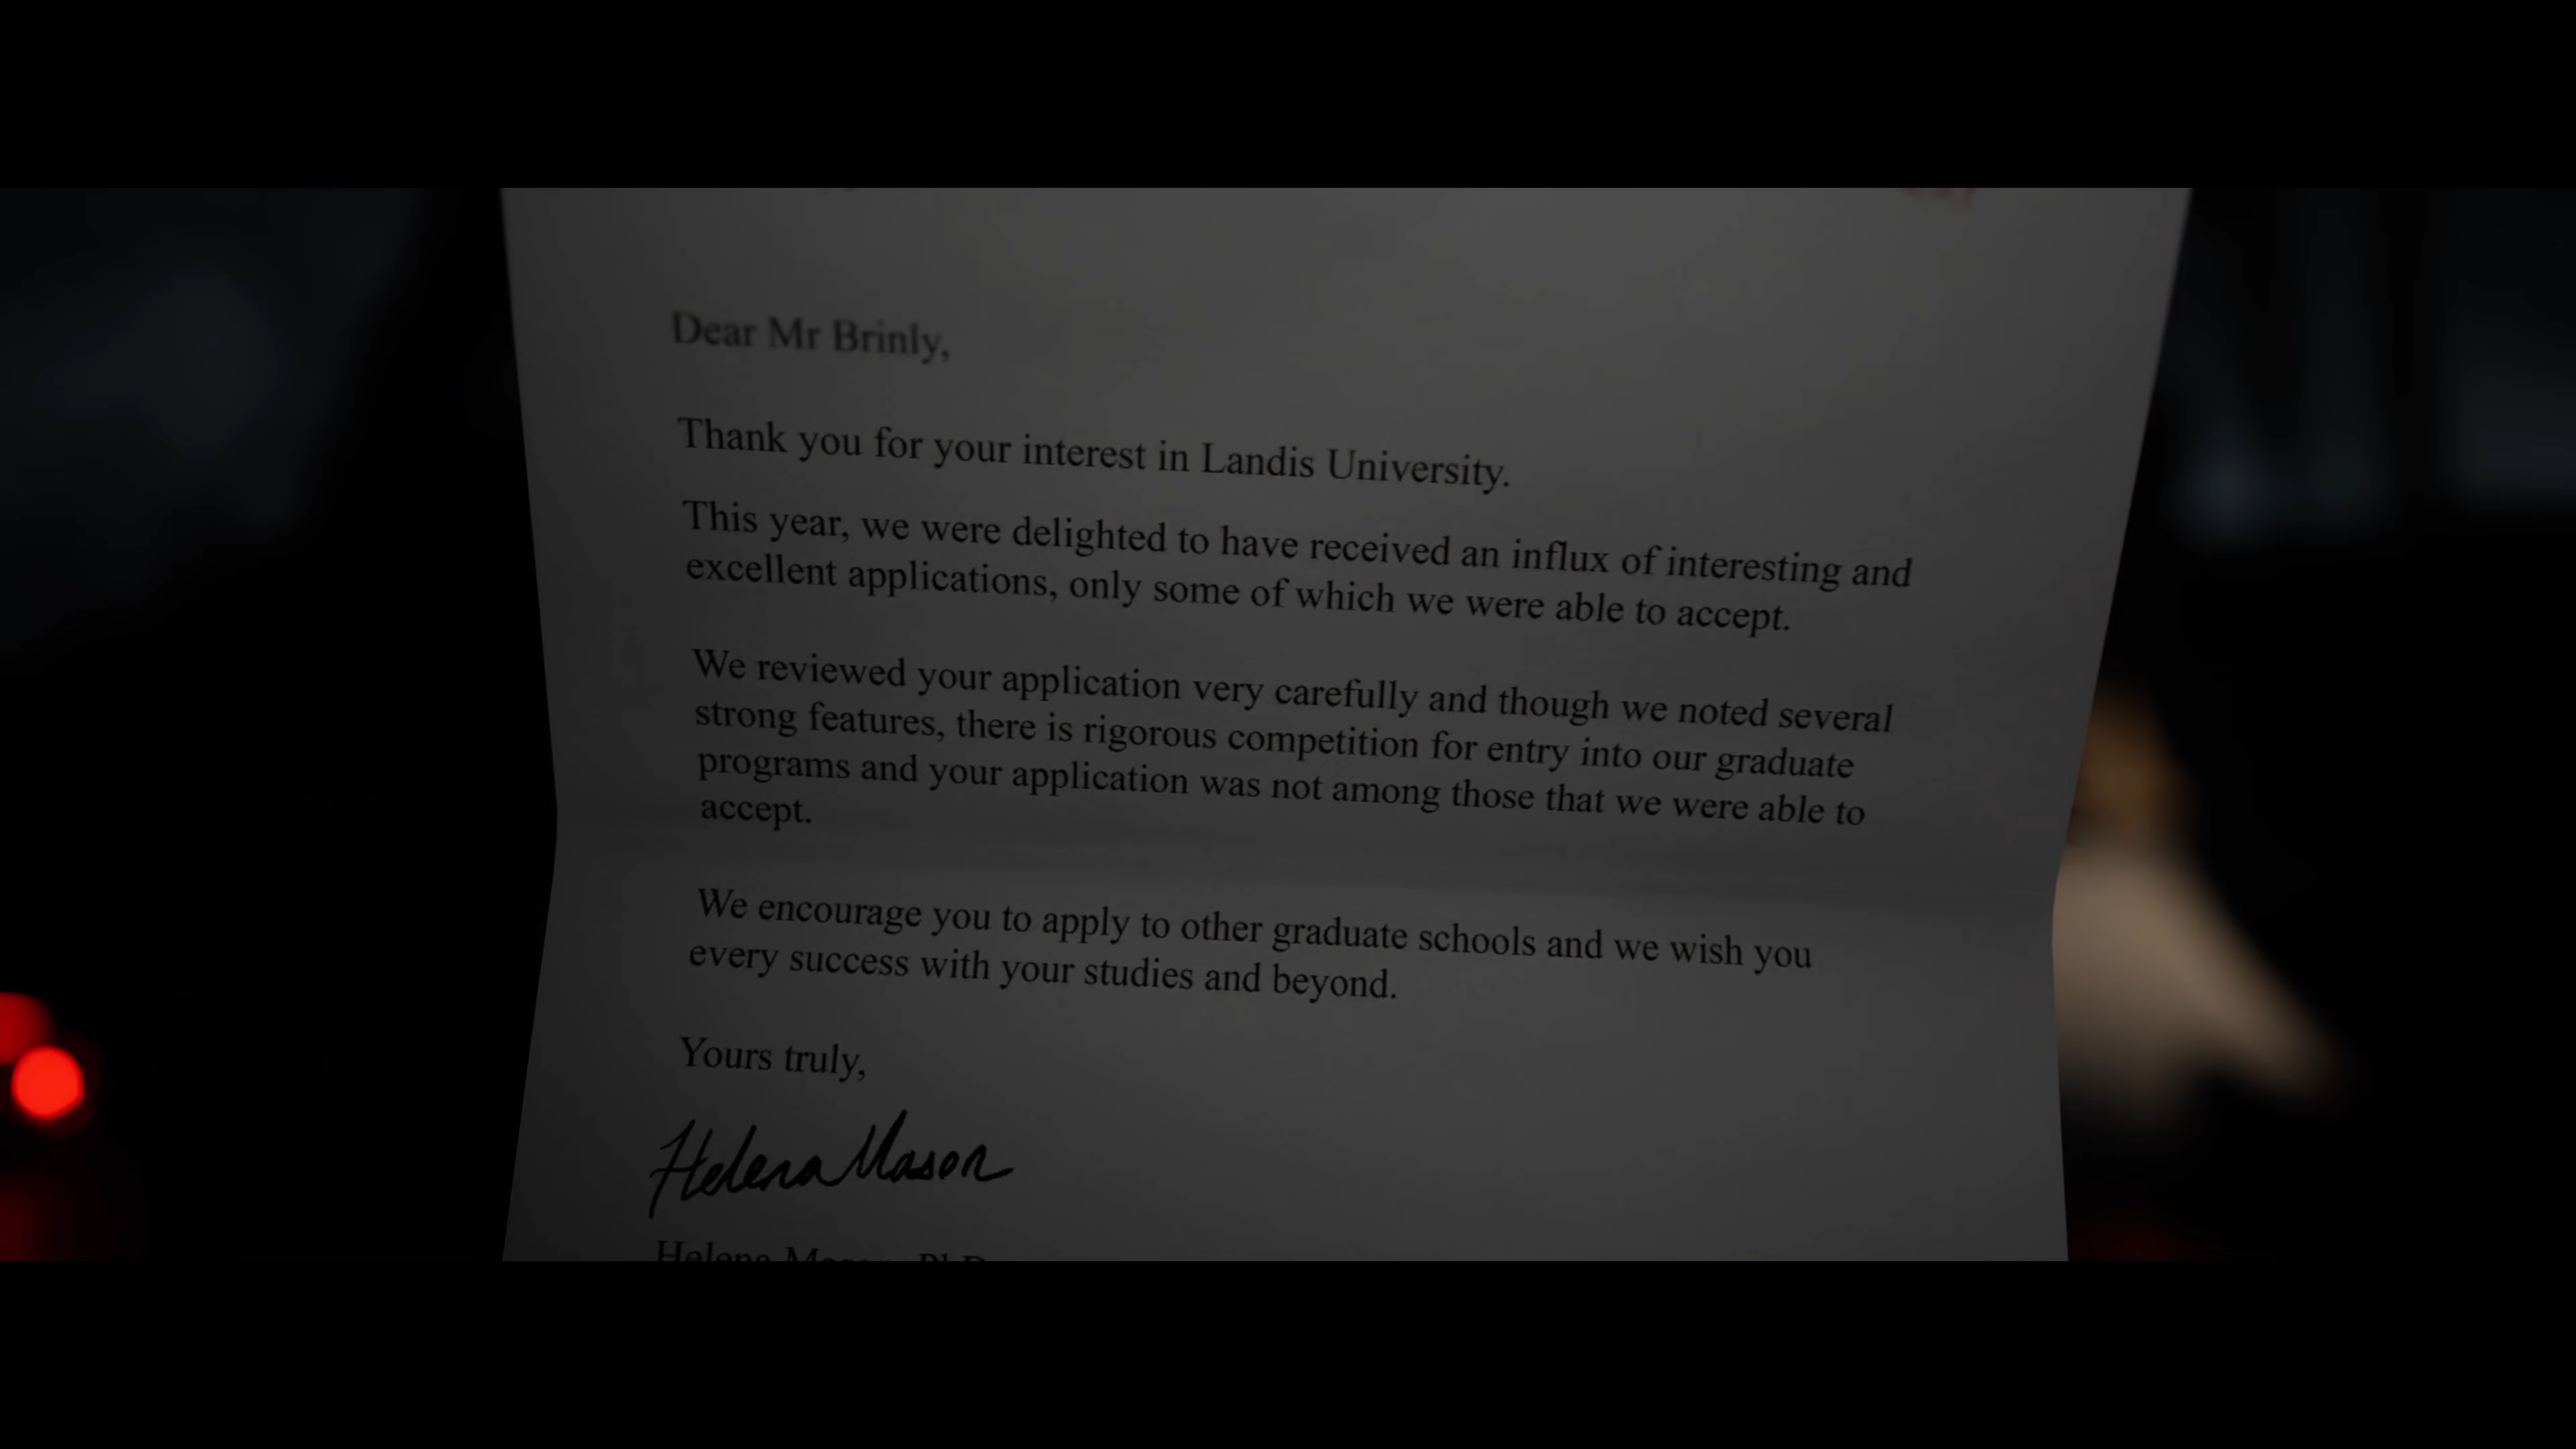 Dear Mr Brinly,
Thank you for your interest in Landis University.
This year, we were delighted to have received an influx of interesting and
excellent applications, only some of which we were able to accept.
We reviewed your application very carefully and though we noted several
strong features, there is rigorous competition for entry into our graduate
programs and your application was not among those that we were able to
accept.
We encourage you to apply to other graduate schools and we wish you
every success with your studies and beyond.
Yours truly,
Helena Mason
Helena Mason, PhD